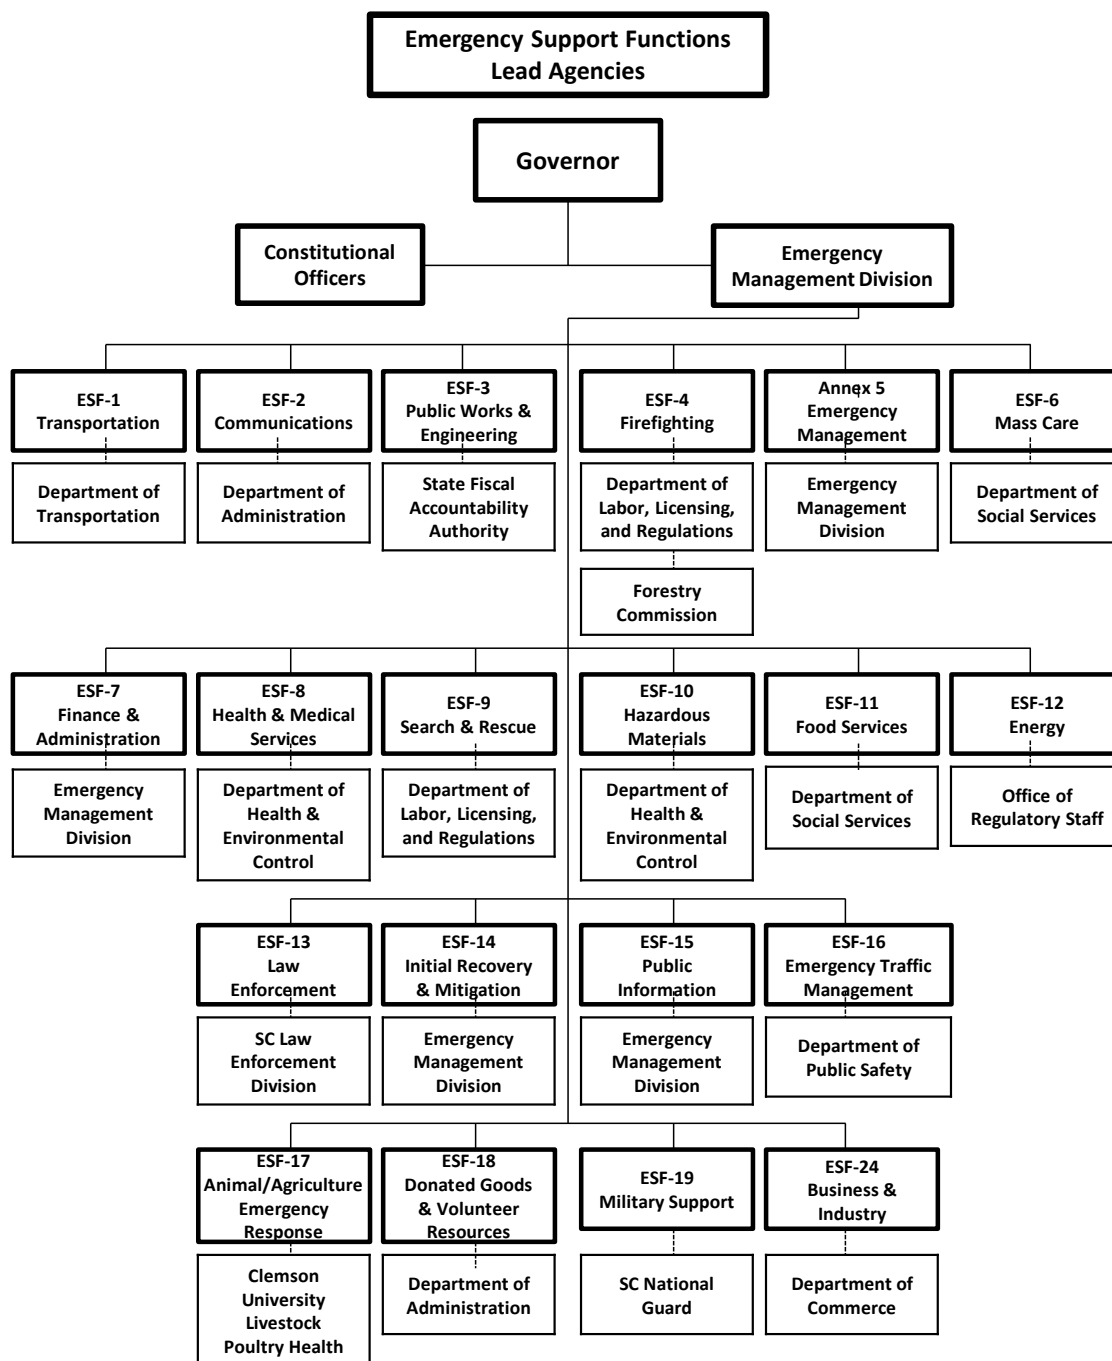 Emergency Support Functions
Lead Agencies
Governor
Constitutional
Officers
Emergency
Management Division
ESF-1
Transportation
ESF-2
Communications
ESF-3
Public Works &
Engineering
ESF-4
Firefighting
Annex 5
Emergency
Management
ESF-6
Mass Care
Department of
Transportation
Department of
Administration
State Fiscal
Accountability
Authority
Department of
Labor, Licensing,
and Regulations
Emergency
Management
Division
Department of
Social Services
Forestry
Commission
ESF-7
Finance &
Administration
ESF-8
Health & Medical
Services
ESF-9
Search & Rescue
ESF-10
Hazardous
Materials
ESF-11
Food Services
ESF-12
Energy
Emergency
Management
Division
Department of
Health &
Environmental
Control
Department of
Labor, Licensing,
and Regulations
Department of
Health &
Environmental
Control
Department of
Social Services
Office of
Regulatory Staff
ESF-13
Law
Enforcement
ESF-14
Initial Recovery
& Mitigation
ESF-15
Public
Information
ESF-16
Emergency Traffic
Management
SC Law
Enforcement
Division
Emergency
Management
Division
Emergency
Management
Division
Department of
Public Safety
ESF-17
Animal/Agriculture
Emergency
Response
ESF-18
Donated Goods
& Volunteer
Resources
ESF-19
Military Support
ESF-24
Business &
Industry
Clemson
University
Livestock
Poultry Health
Department of
Administration
SC National
Guard
Department of
Commerce